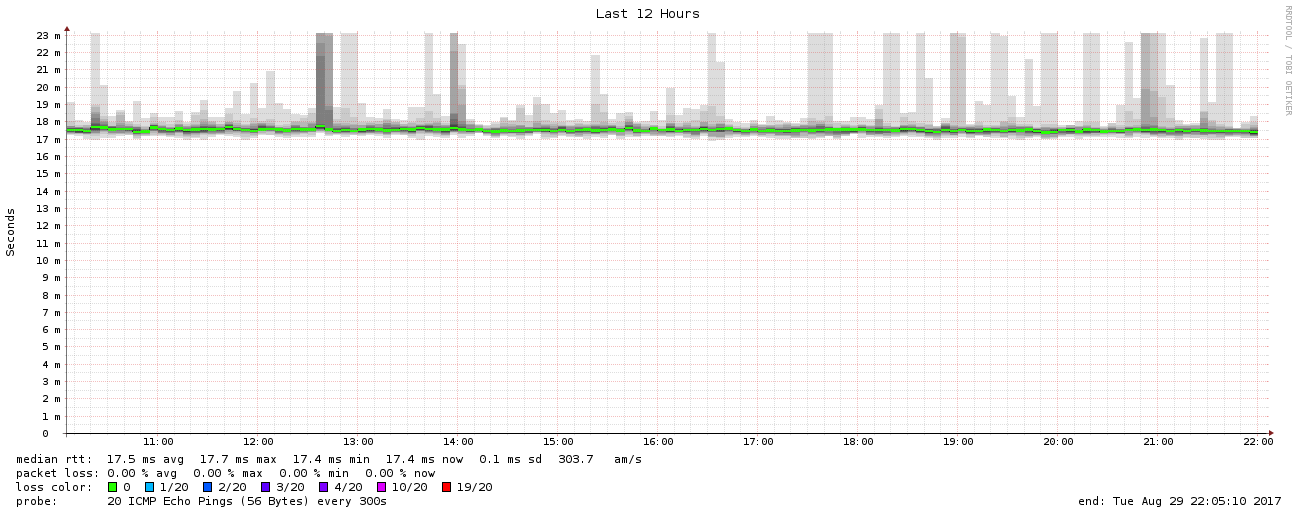 Last 12 Hours
RRDTOOL / TOBI OETIKER
Seconds
23 m
22 m
21 m
20 m
19 m
18 m
17 m
16 m
15 m
14 m
13 m
12 m
11 m
10 m
9 m
8 m
7 m
6 m
5 m
4 m
3 m
2 m
1 m
0
11:00 12:00 13:00 14:00 15:00 16:00 17:00 18:00 19:00 20:00 21:00 22:00
median rtt: 17.5 ms avg 17.7 ms max 17.4 ms min 17.4 ms now 0.1 ms sd 303.7 am/s
packet loss: 0.00 % avg 0.00 % max 0.00 % min 0.00 % now
loss color: 0 1/20 2/20 3/20 4/20 10/20 19/20
probe: 20 ICMP Echo Pings (56 Bytes) every 300s end: Tue Aug 29 22:05:10 2017